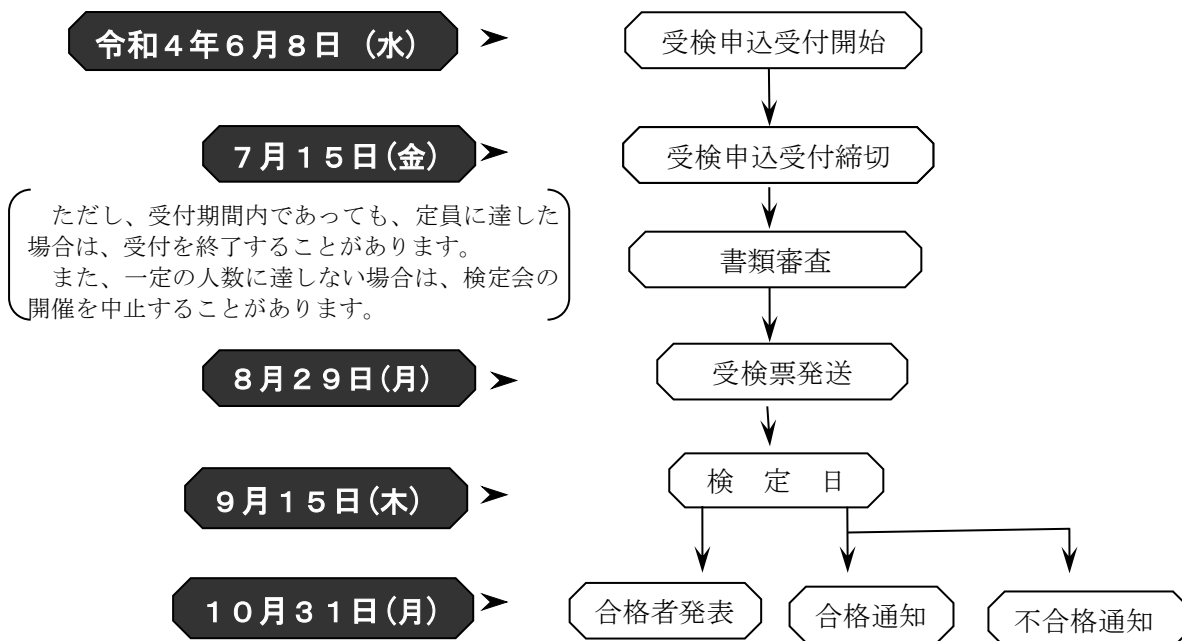 令和４年６月８日（水）
受検申込受付開始
７月１５日（金）
受検申込受付締切
ただし、受付期間内であっても、定員に達した
場合は、受付を終了することがあります。
また、一定の人数に達しない場合は、検定会の
開催を中止することがあります。
書類審査
８月２９日（月）
受検票発送
９月１５日（木）
検　定　日
１０月３１日（月）
合格者発表
合格通知
不合格通知